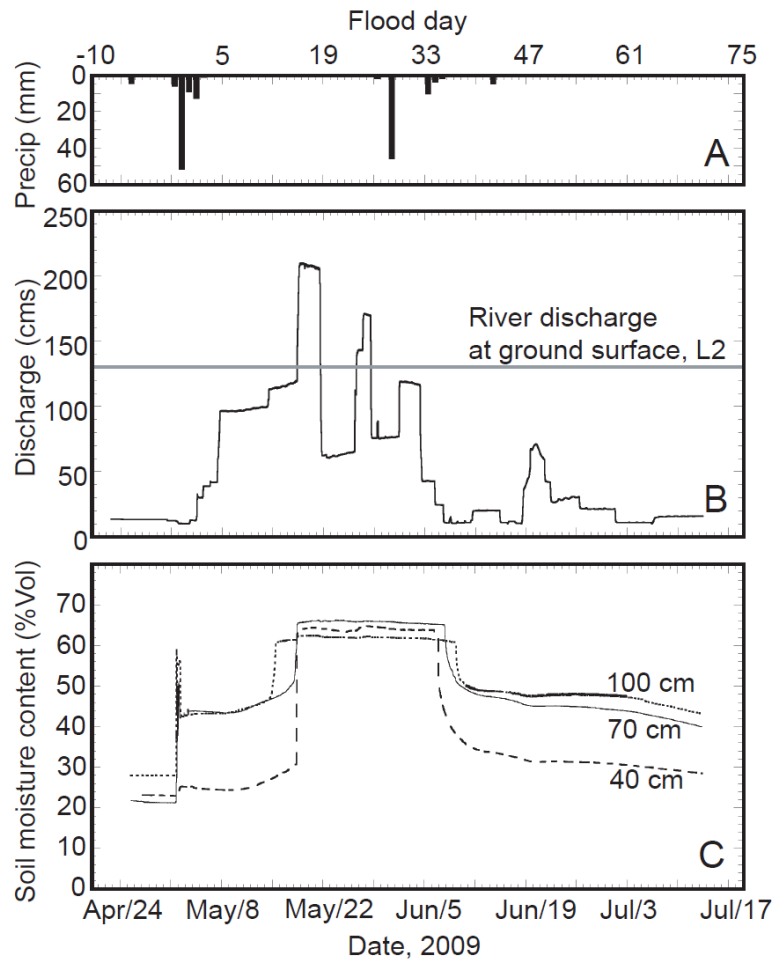 Flood day
-10 5 19 33 47 61 75
Precip (mm)
0
20
40
60
A
Discharge (cms)
250
200
150
100
50
0
River discharge
at ground surface, L2
B
Soil moisture content (%Vol)
70
60
50
40
30
20
10
0
100 cm
70 cm
40 cm
C
Apr/24 May/8 May/22 Jun/5 Jun/19 Jul/3 Jul/17
Date, 2009